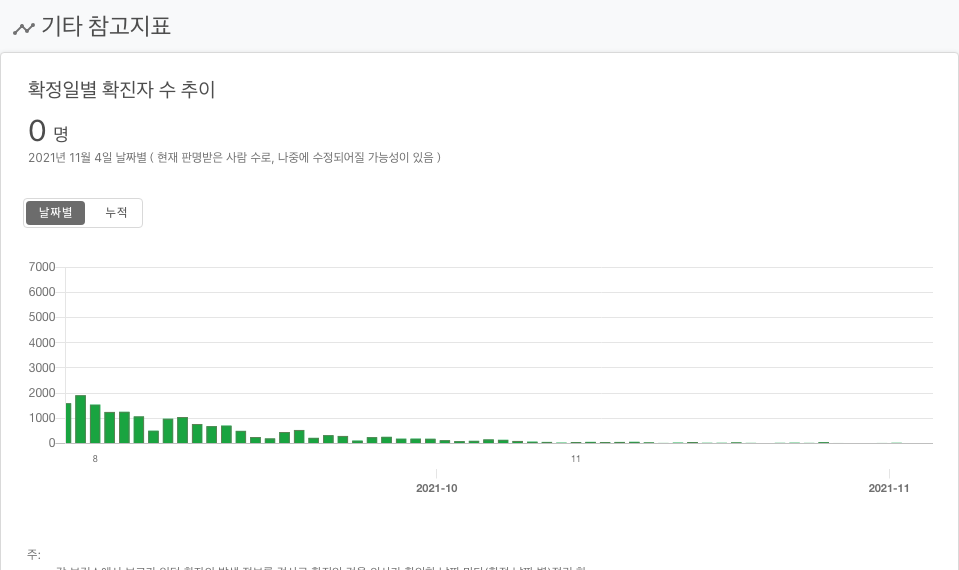 기타 참고지표
확정일별 확진자 수 추이
0 명
2021년 11월 4일 날짜별 ( 현재 판명받은 사람 수로, 나중에 수정되어질 가능성이 있음 )
날짜별 누적
7000
6000
5000
4000
3000
2000
1000
0
8 11
2021-10 2021-11
주: